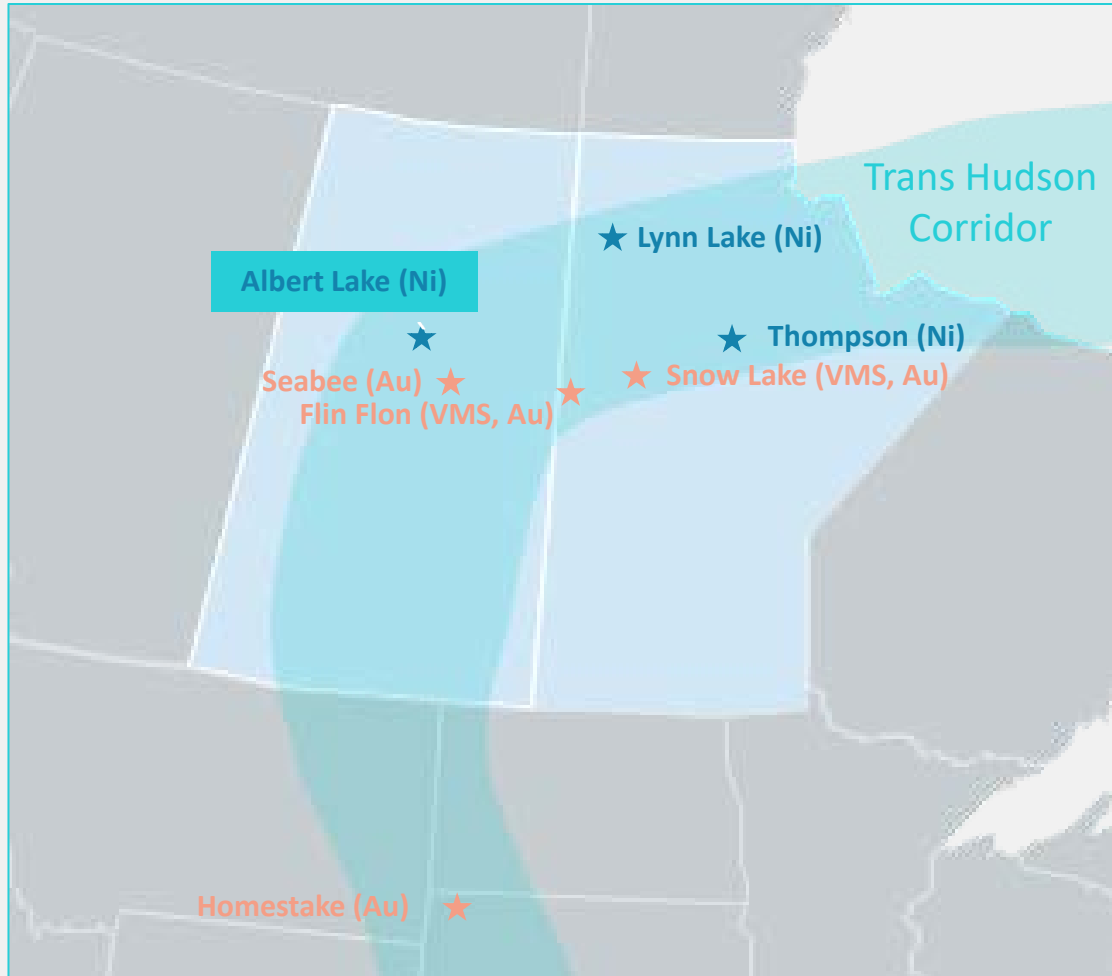 Trans Hudson
Corridor
Lynn Lake (Ni)
Albert Lake (Ni)
Thompson (Ni)
Seabee (Au)
Snow Lake (VMS, Au)
Flin Flon (VMS, Au)
Homestake (Au)